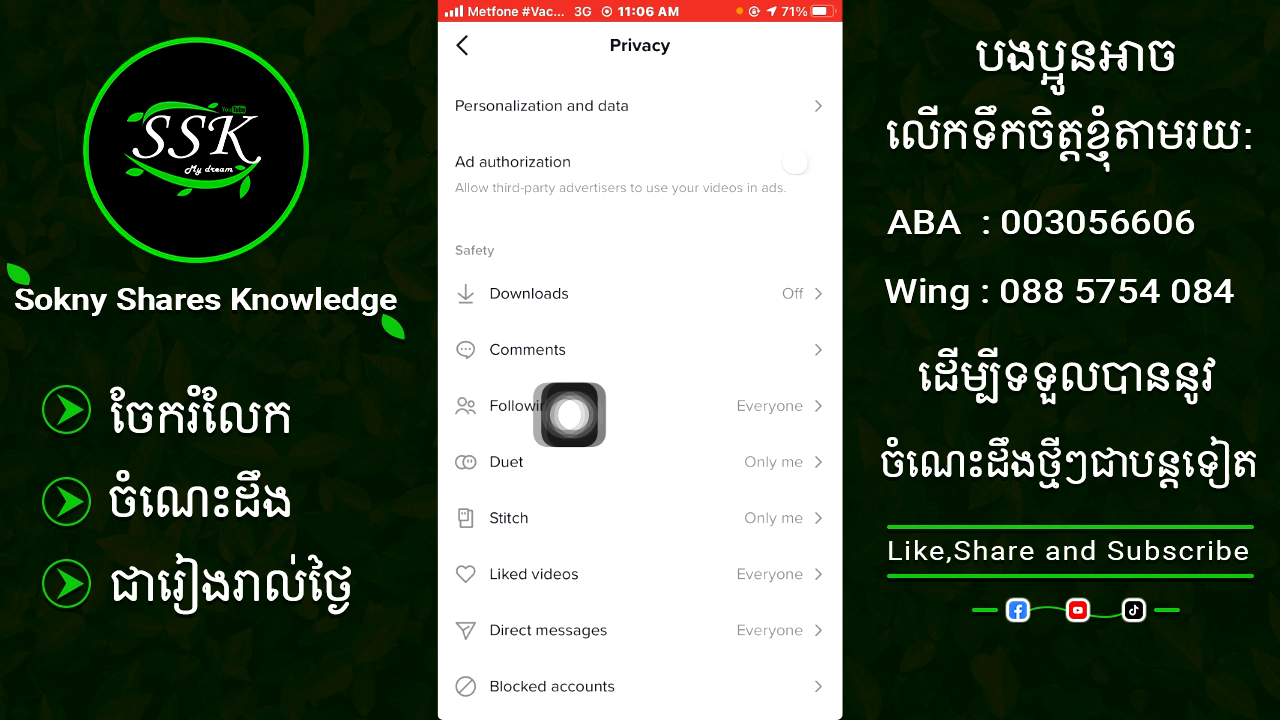 YouTube
SSK
My dream
Sokny Shares Knowledge
ចែករំលែក
ចំណេះដឹង
ជារៀងរាល់ថ្ងៃ
Metfone #Vac... 3G 11:06 AM 71%
Privacy
Personalization and data
Ad authorization
Allow third-party advertisers to use your videos in ads.
Safety
Downloads Off
Comments
Everyone
Duet Only me
Stitch Only me
Liked videos Everyone
Direct messages Everyone
Blocked accounts
បងប្អូនអាច
លើកទឹកចិត្តខ្ញុំតាមរយៈ
ABA : 003056606
Wing : 088 5754 084
ដើម្បីទទួលបាននូវ
ចំណេះដឹងថ្មីៗជាបន្តទៀត
Like,Share and Subscribe